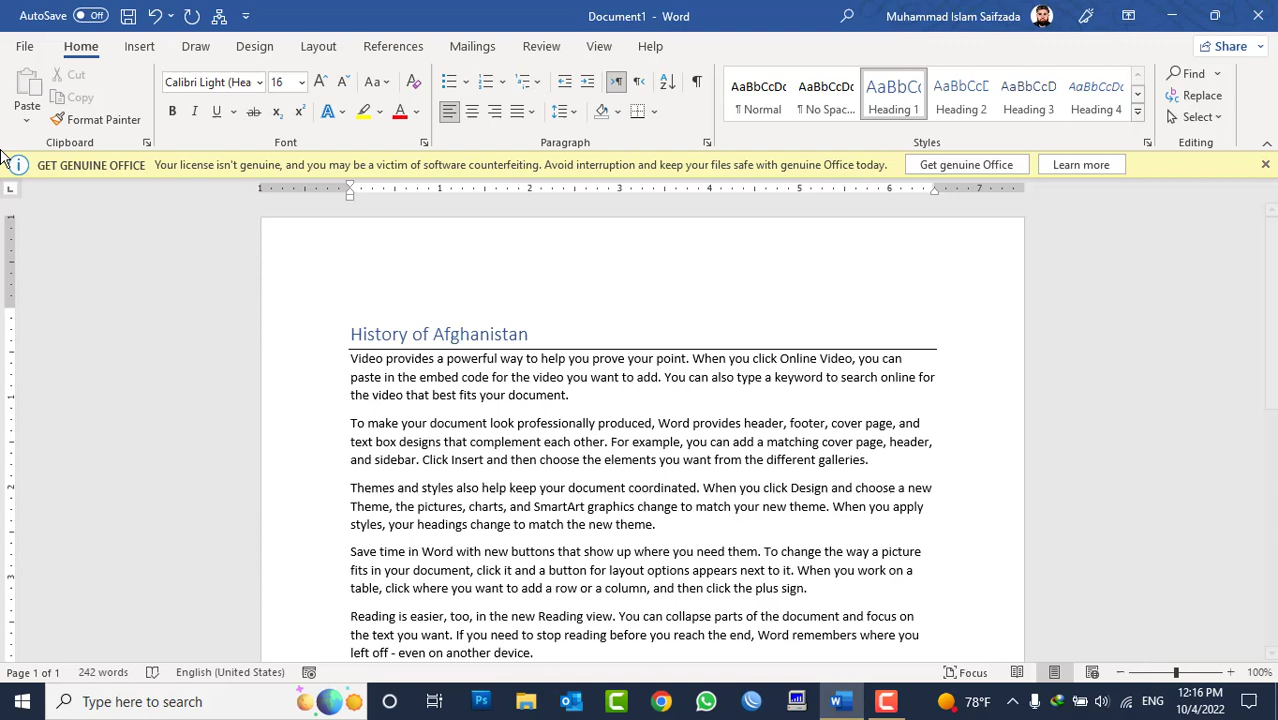 AutoSave Off Document1 - Word Muhammad Islam Saifzada
File Home Insert Draw Design Layout References Mailings Review View Help Share
Paste Cut Copy Format Painter
Calibri Light (Hea 16
AaBbCcDc AaBbCcDc AaBbCc AaBbCcD AaBbCcD AaBbCcD
¶ Normal ¶ No Spac... Heading 1 Heading 2 Heading 3 Heading 4
Find Replace Select
Clipboard Font Paragraph Styles Editing
GET GENUINE OFFICE Your license isn't genuine, and you may be a victim of software counterfeiting. Avoid interruption and keep your files safe with genuine Office today. Get genuine Office Learn more
1 1 2 3 4 5 6 7
History of Afghanistan
Video provides a powerful way to help you prove your point. When you click Online Video, you can
paste in the embed code for the video you want to add. You can also type a keyword to search online for
the video that best fits your document.
To make your document look professionally produced, Word provides header, footer, cover page, and
text box designs that complement each other. For example, you can add a matching cover page, header,
and sidebar. Click Insert and then choose the elements you want from the different galleries.
Themes and styles also help keep your document coordinated. When you click Design and choose a new
Theme, the pictures, charts, and SmartArt graphics change to match your new theme. When you apply
styles, your headings change to match the new theme.
Save time in Word with new buttons that show up where you need them. To change the way a picture
fits in your document, click it and a button for layout options appears next to it. When you work on a
table, click where you want to add a row or a column, and then click the plus sign.
Reading is easier, too, in the new Reading view. You can collapse parts of the document and focus on
the text you want. If you need to stop reading before you reach the end, Word remembers where you
left off - even on another device.
Page 1 of 1 242 words English (United States) Focus 100%
Type here to search 78°F ENG 12:16 PM
10/4/2022